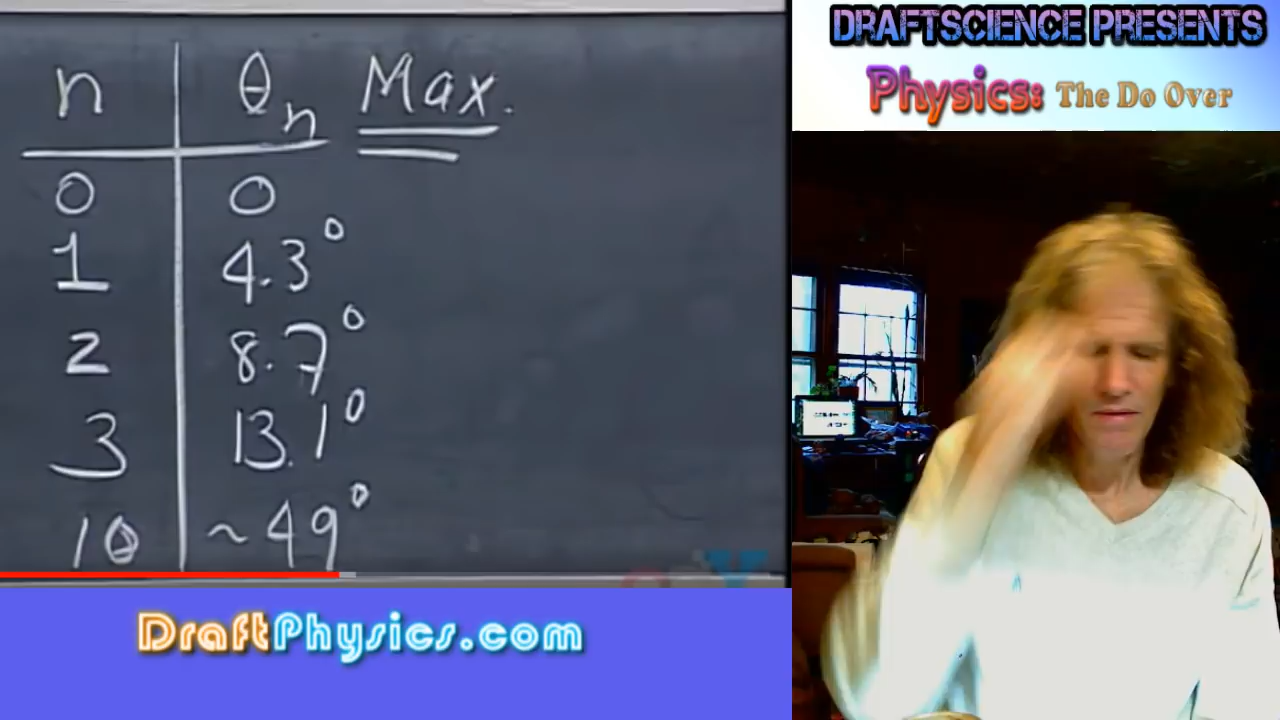 n θn Max.
0 0
1 4.3°
2 8.7°
3 13.1°
10 ~49°
DRAFTSCIENCE PRESENTS
Physics: The Do Over
DraftPhysics.com